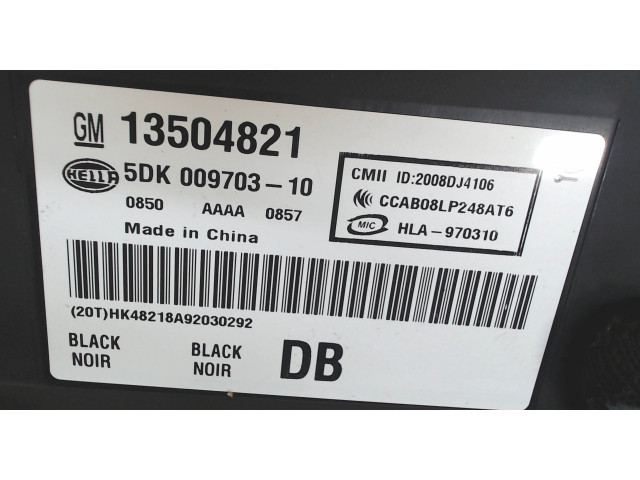 GM 13504821
HELLA 5DK 009703-10
0850 AAAA 0857
Made in China
CMII ID:2008DJ4106
CCAB08LP248AT6
MIC HLA-970310
(20T)HK48218A92030292
BLACK BLACK DB
NOIR NOIR